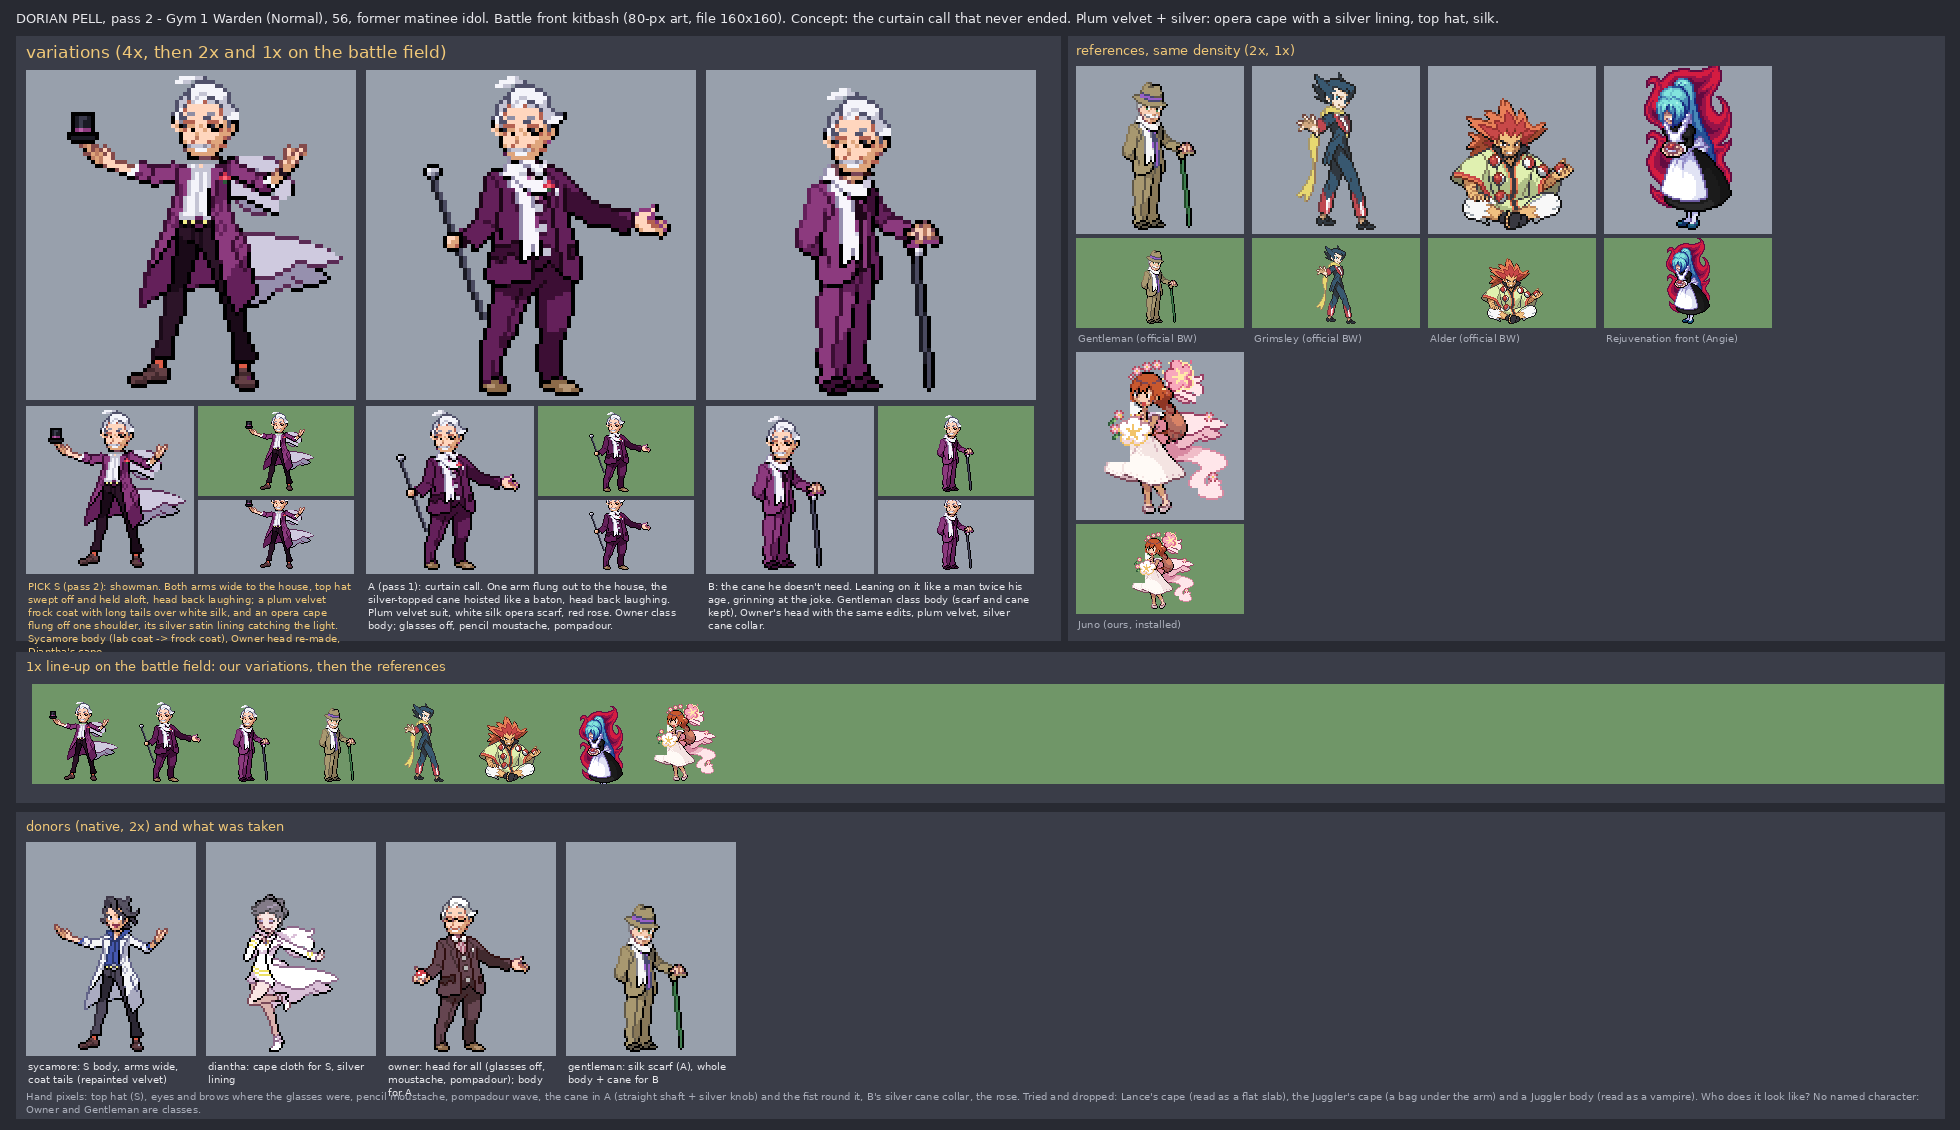 DORIAN PELL, pass 2 - Gym 1 Warden (Normal), 56, former matinee idol. Battle front kitbash (80-px art, file 160x160). Concept: the curtain call that never ended. Plum velvet + silver: opera cape with a silver lining, top hat, silk.
variations (4x, then 2x and 1x on the battle field)
PICK S (pass 2): showman. Both arms wide to the house, top hat
swept off and held aloft, head back laughing; a plum velvet
frock coat with long tails over white silk, and an opera cape
flung off one shoulder, its silver satin lining catching the light.
Sycamore body (lab coat -> frock coat), Owner head re-made,
Diantha's cape.
A (pass 1): curtain call. One arm flung out to the house, the
silver-topped cane hoisted like a baton, head back laughing.
Plum velvet suit, white silk opera scarf, red rose. Owner class
body; glasses off, pencil moustache, pompadour.
B: the cane he doesn't need. Leaning on it like a man twice his
age, grinning at the joke. Gentleman class body (scarf and cane
kept), Owner's head with the same edits, plum velvet, silver
cane collar.
references, same density (2x, 1x)
Gentleman (official BW)
Grimsley (official BW)
Alder (official BW)
Rejuvenation front (Angie)
Juno (ours, installed)
1x line-up on the battle field: our variations, then the references
donors (native, 2x) and what was taken
sycamore: S body, arms wide,
coat tails (repainted velvet)
diantha: cape cloth for S, silver
lining
owner: head for all (glasses off,
moustache, pompadour); body
for A
gentleman: silk scarf (A), whole
body + cane for B
Hand pixels: top hat (S), eyes and brows where the glasses were, pencil moustache, pompadour wave, the cane in A (straight shaft + silver knob) and the fist round it, B's silver cane collar, the rose. Tried and dropped: Lance's cape (read as a flat slab), the Juggler's cape (a bag under the arm) and a Juggler body (read as a vampire). Who does it look like? No named character:
Owner and Gentleman are classes.